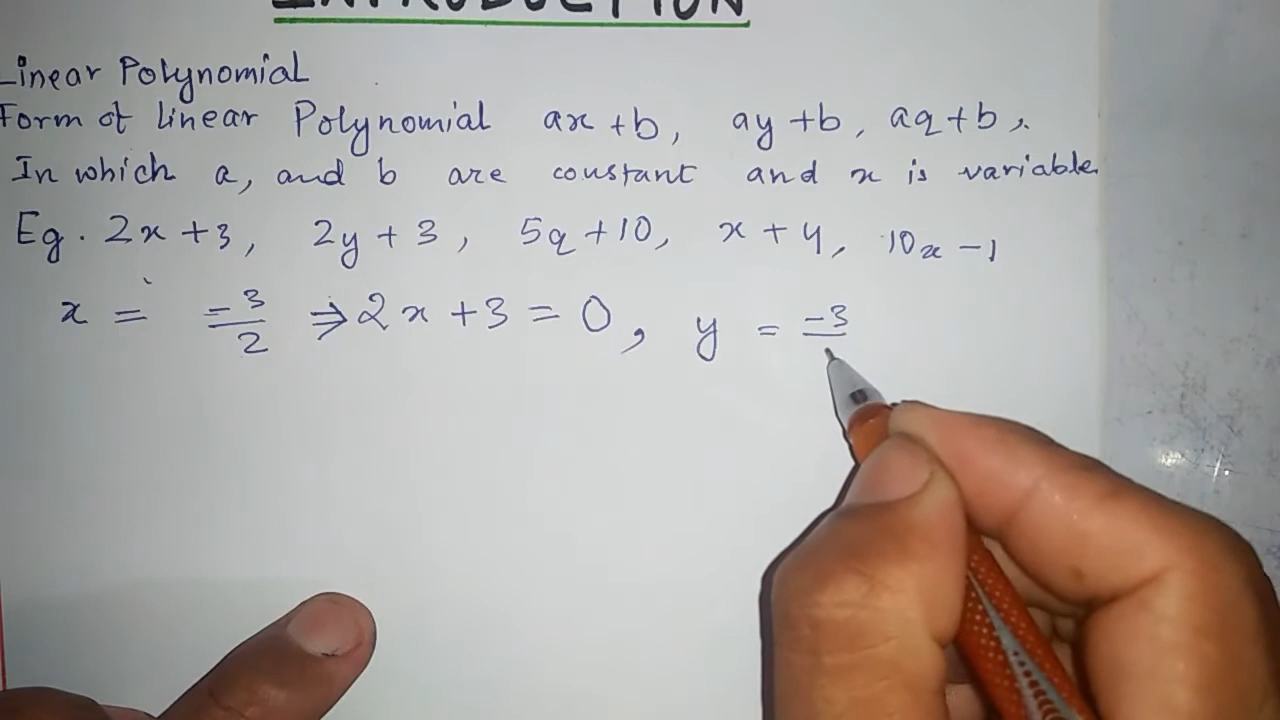 INTRODUCTION
Linear Polynomial
Form of linear Polynomial ax + b, ay + b, aq + b,
In which a, and b are constant and x is variable
Eg. 2x + 3, 2y + 3, 5q + 10, x + 4, 10x - 1
x = -3/2 ⇒ 2x + 3 = 0, y = -3/